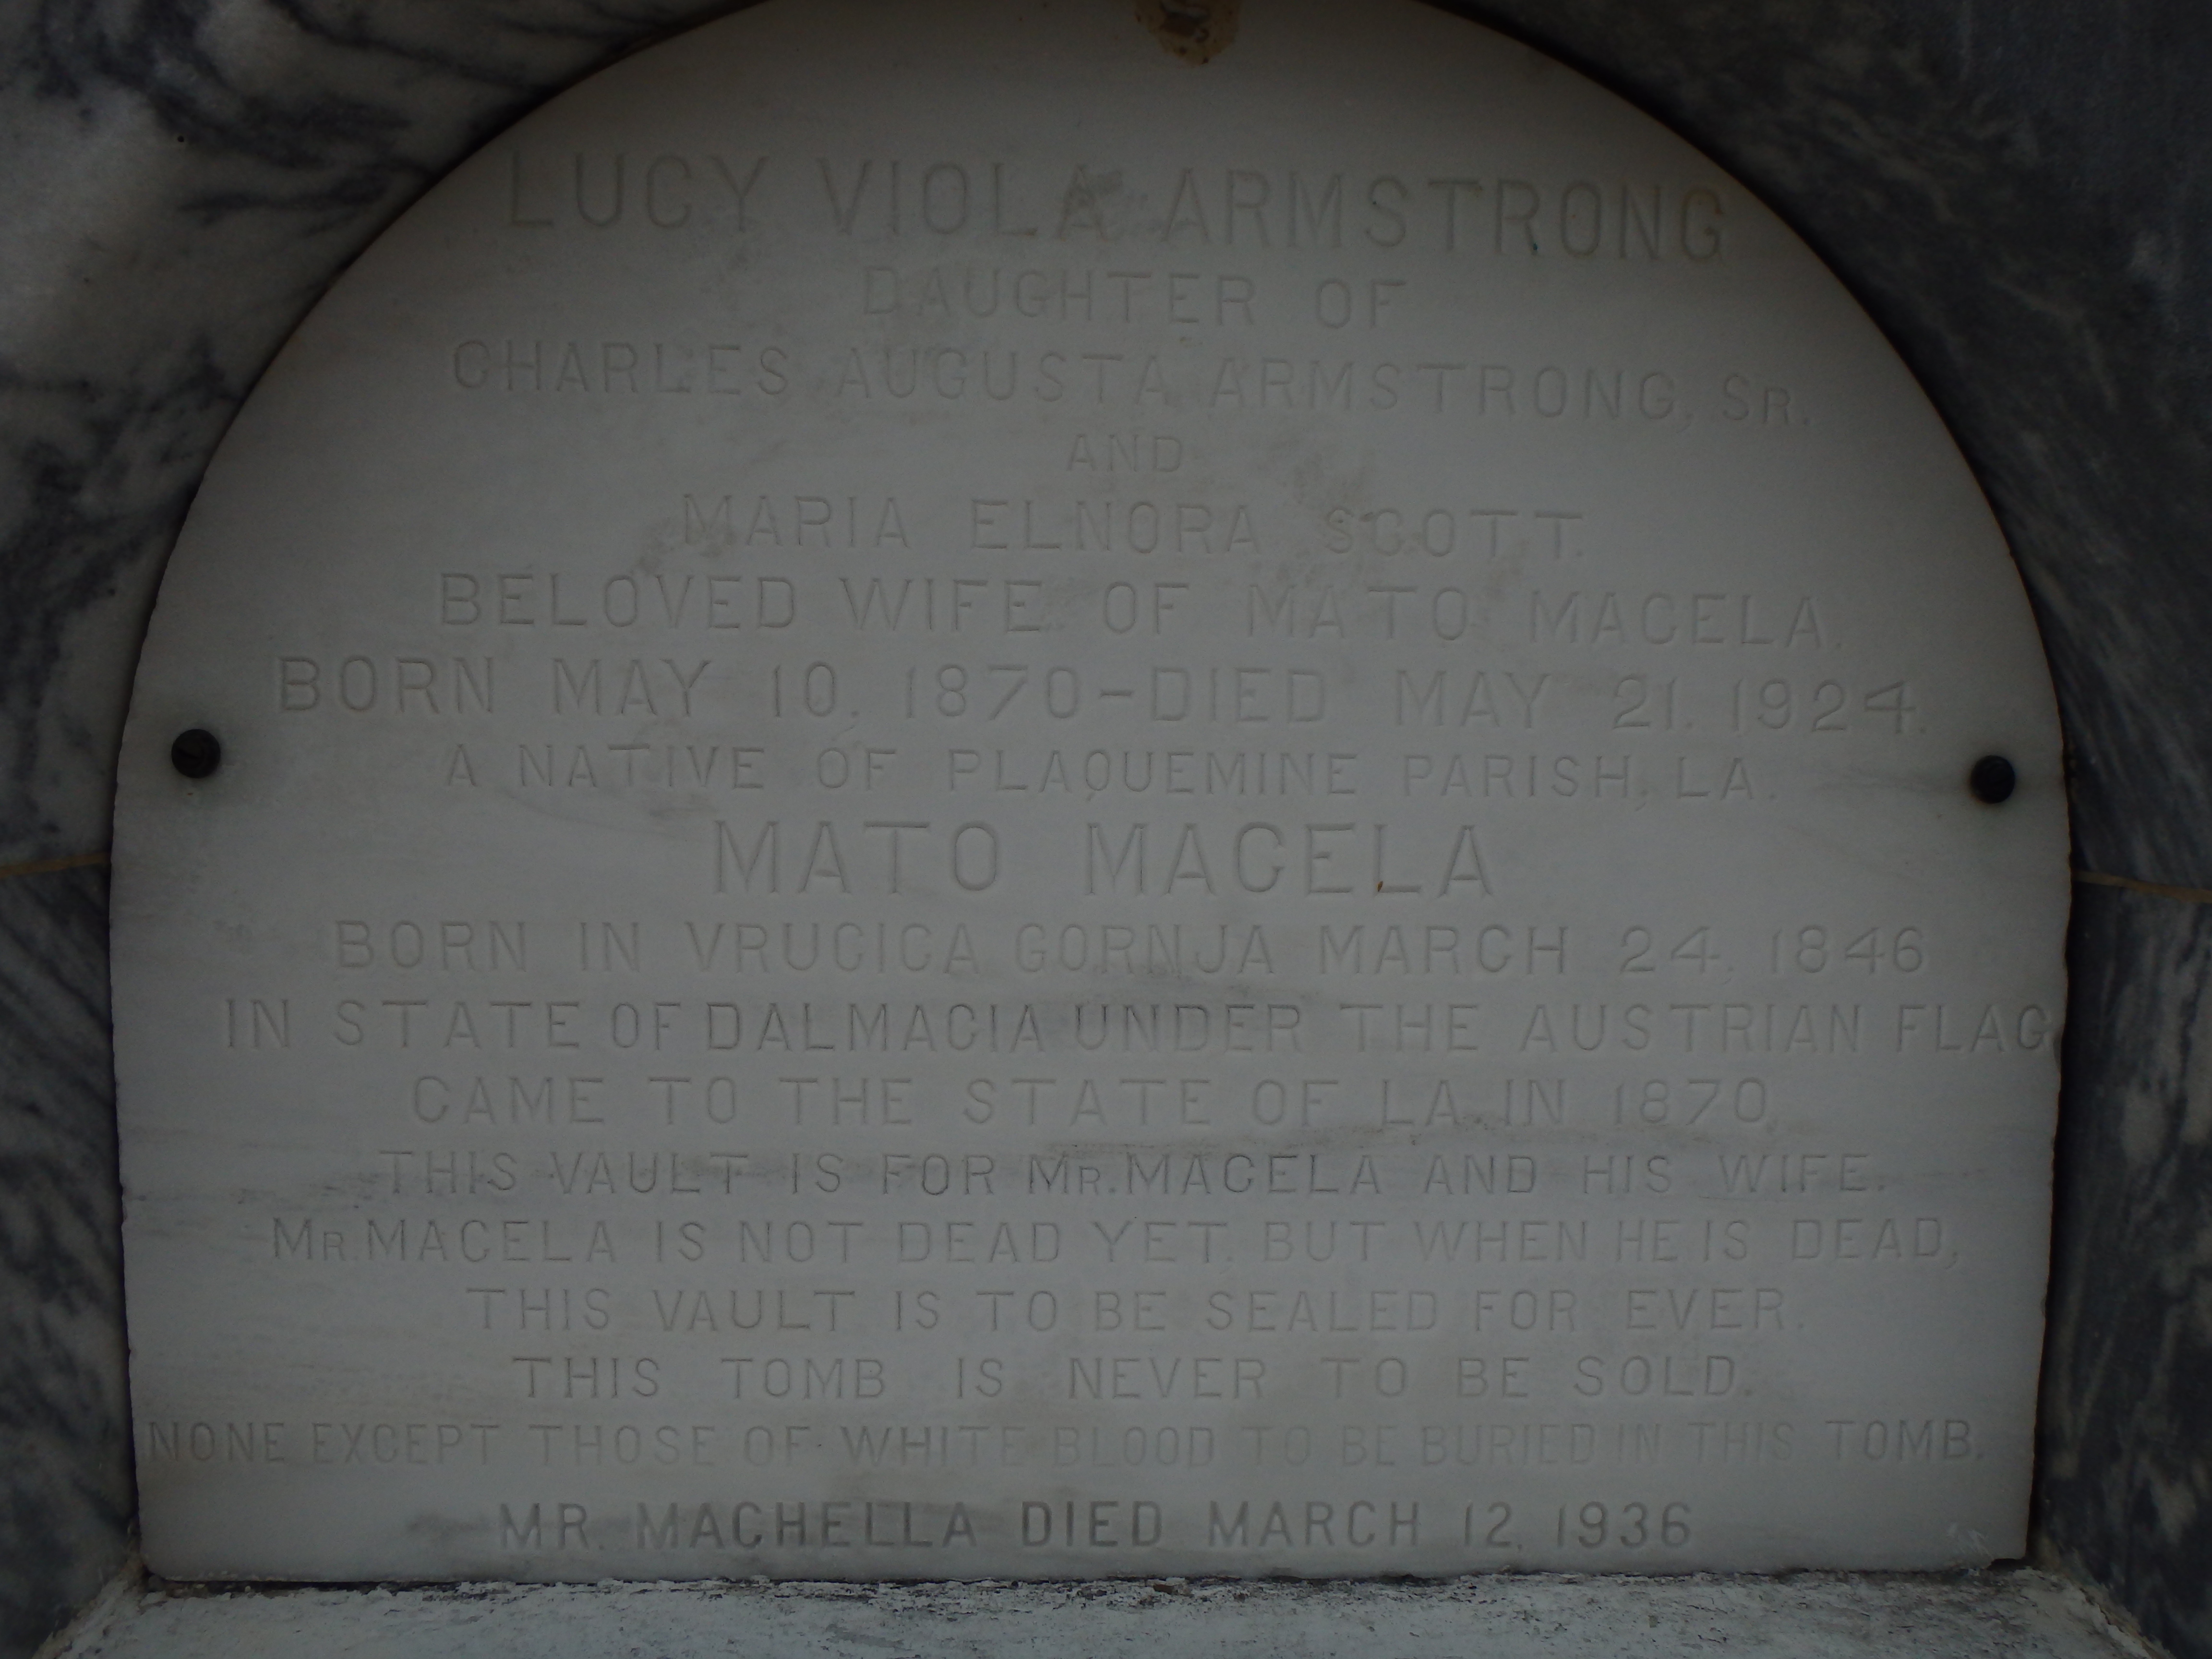 LUCY VIOLA ARMSTRONG
DAUGHTER OF
CHARLES AUGUSTA ARMSTRONG, SR.
AND
MARIA ELNORA SCOTT.
BELOVED WIFE OF MATO MACELA.
BORN MAY 10, 1870-DIED MAY 21, 1924.
A NATIVE OF PLAQUEMINE PARISH, LA.
MATO MACELA
BORN IN VRUCICA GORNJA MARCH 24, 1846
IN STATE OF DALMACIA UNDER THE AUSTRIAN FLAG
CAME TO THE STATE OF LA. IN 1870.
THIS VAULT IS FOR MR. MACELA AND HIS WIFE.
MR. MACELA IS NOT DEAD YET. BUT WHEN HE IS DEAD,
THIS VAULT IS TO BE SEALED FOR EVER.
THIS TOMB IS NEVER TO BE SOLD.
NONE EXCEPT THOSE OF WHITE BLOOD TO BE BURIED IN THIS TOMB.
MR. MACHELLA DIED MARCH 12, 1936